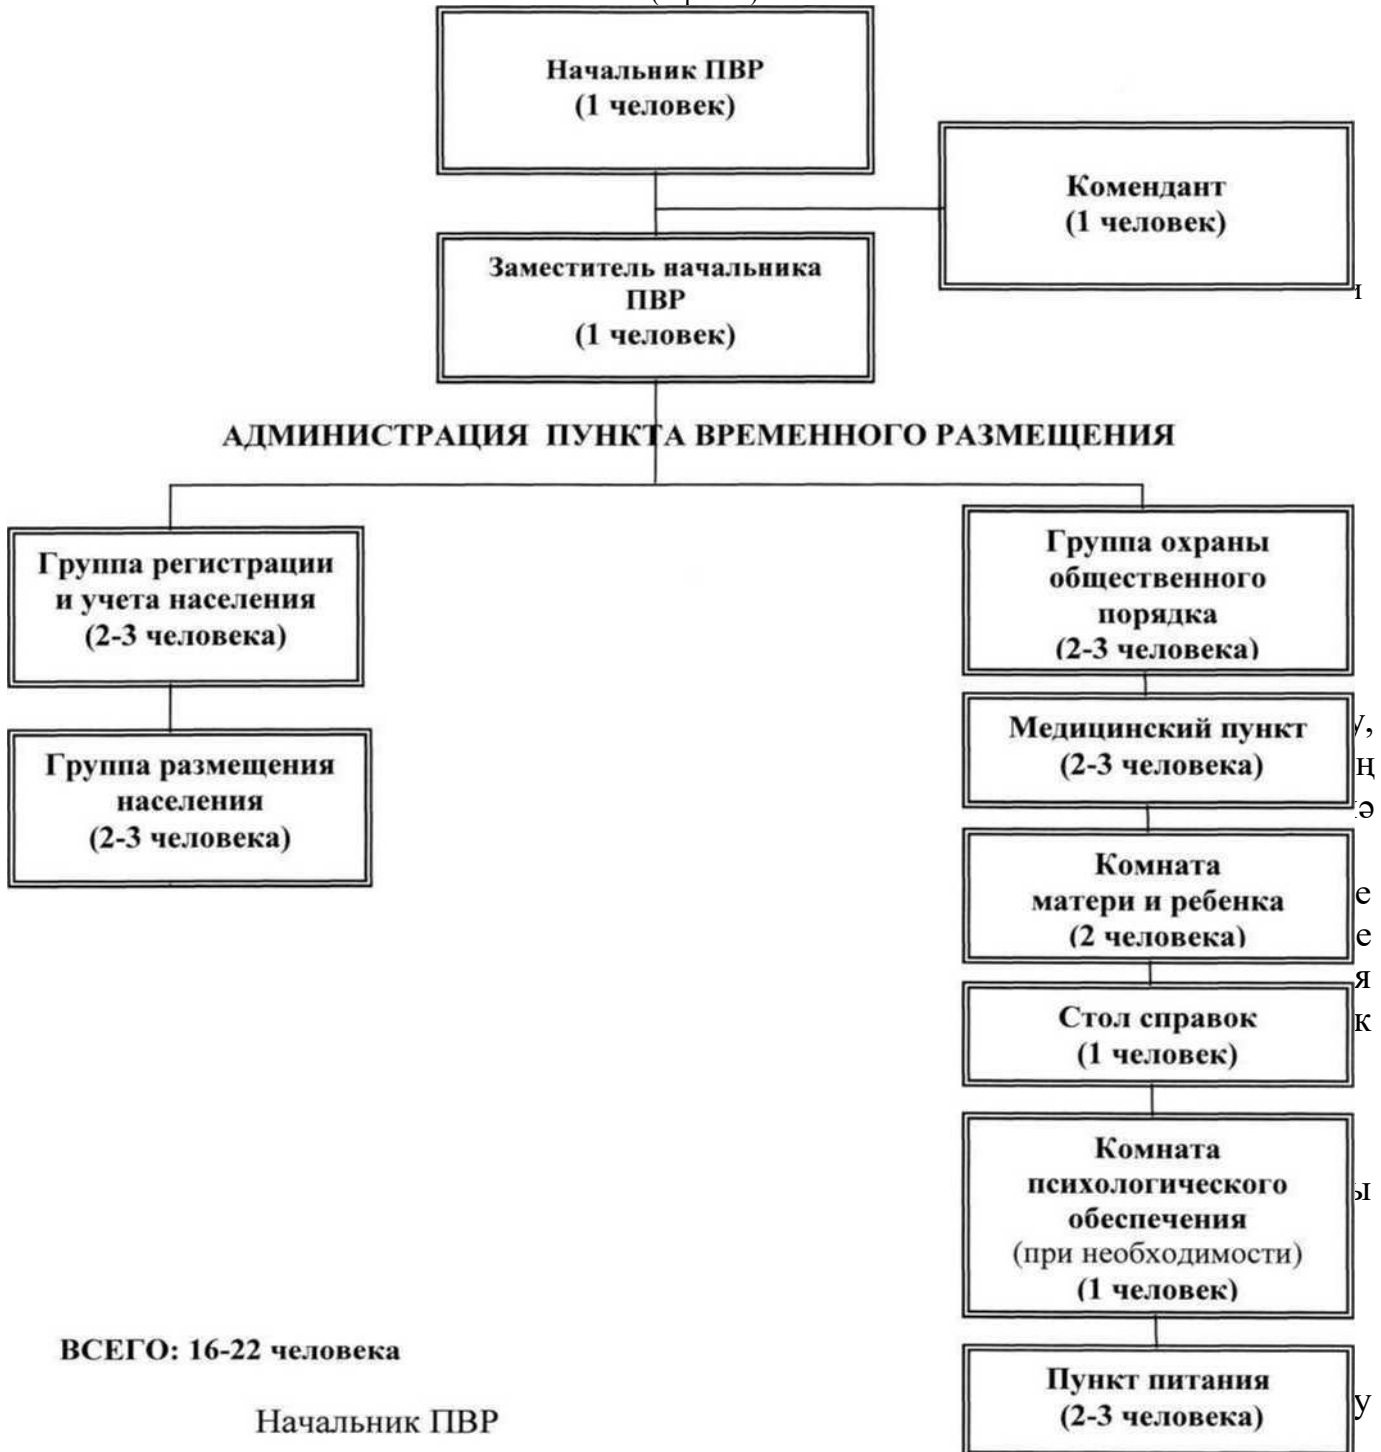 Начальник ПВР
(1 человек)
Комендант
(1 человек)
Заместитель начальника
ПВР
(1 человек)
АДМИНИСТРАЦИЯ ПУНКТА ВРЕМЕННОГО РАЗМЕЩЕНИЯ
Группа регистрации
и учета населения
(2-3 человека)
Группа размещения
населения
(2-3 человека)
Группа охраны
общественного
порядка
(2-3 человека)
Медицинский пункт
(2-3 человека)
Комната
матери и ребенка
(2 человека)
Стол справок
(1 человек)
Комната
психологического
обеспечения
(при необходимости)
(1 человек)
Пункт питания
(2-3 человека)
ВСЕГО: 16-22 человека
Начальник ПВР